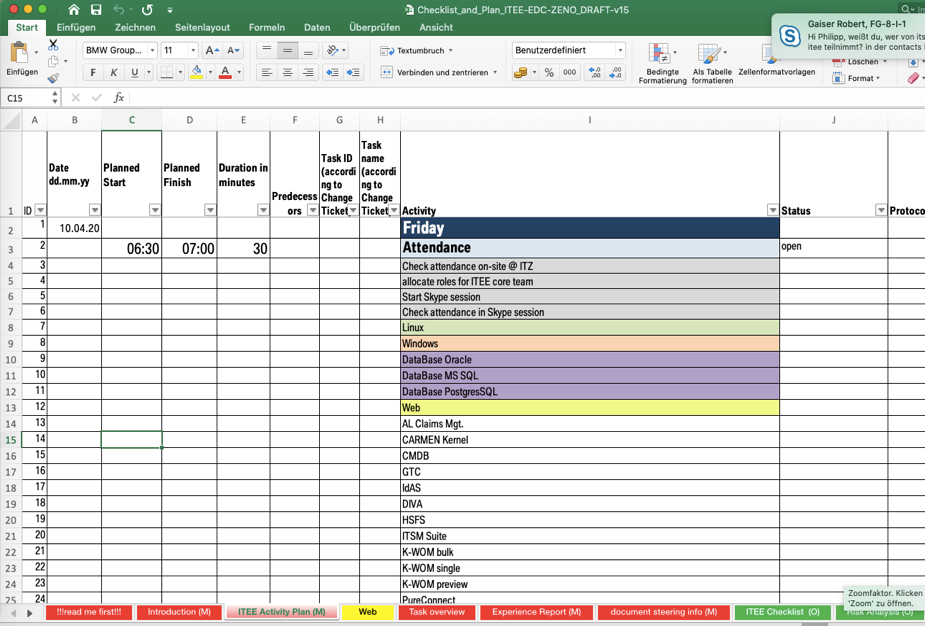 Checklist_and_Plan_ITEE-EDC-ZENO_DRAFT-v15
Start Einfügen Zeichnen Seitenlayout Formeln Daten Überprüfen Ansicht
Gaiser Robert, FG-8-I-1
Hi Philipp, weißt du, wer von its
itee teilnimmt? in der contacts
Einfügen
BMW Group... 11 A A
F K U A
Textumbruch
Verbinden und zentrieren
Benutzerdefiniert
% 000 ,00 ,00
Bedingte Formatierung
Als Tabelle formatieren
Zellenformatvorlagen
Löschen
Format
C15 fx
A B C D E F G H I J
1 ID Date dd.mm.yy Planned Start Planned Finish Duration in minutes Predecess ors Task ID (accordi ng to Change Ticket Task name (accordi ng to Change Ticket Activity Status Protoco
2 1 10.04.20 Friday
3 2 06:30 07:00 30 Attendance open
4 3 Check attendance on-site @ ITZ
5 4 allocate roles for ITEE core team
6 5 Start Skype session
7 6 Check attendance in Skype session
8 7 Linux
9 8 Windows
10 9 DataBase Oracle
11 10 DataBase MS SQL
12 11 DataBase PostgresSQL
13 12 Web
14 13 AL Claims Mgt.
15 14 CARMEN Kernel
16 15 CMDB
17 16 GTC
18 17 IdAS
19 18 DIVA
20 19 HSFS
21 20 ITSM Suite
22 21 K-WOM bulk
23 22 K-WOM single
24 23 K-WOM preview
25 24 PureConnect
Zoomfaktor. Klicken
'Zoom' zu öffnen.
!!!read me first!!! Introduction (M) ITEE Activity Plan (M) Web Task overview Experience Report (M) document steering info (M) ITEE Checklist (O) Risk Analysis (O)